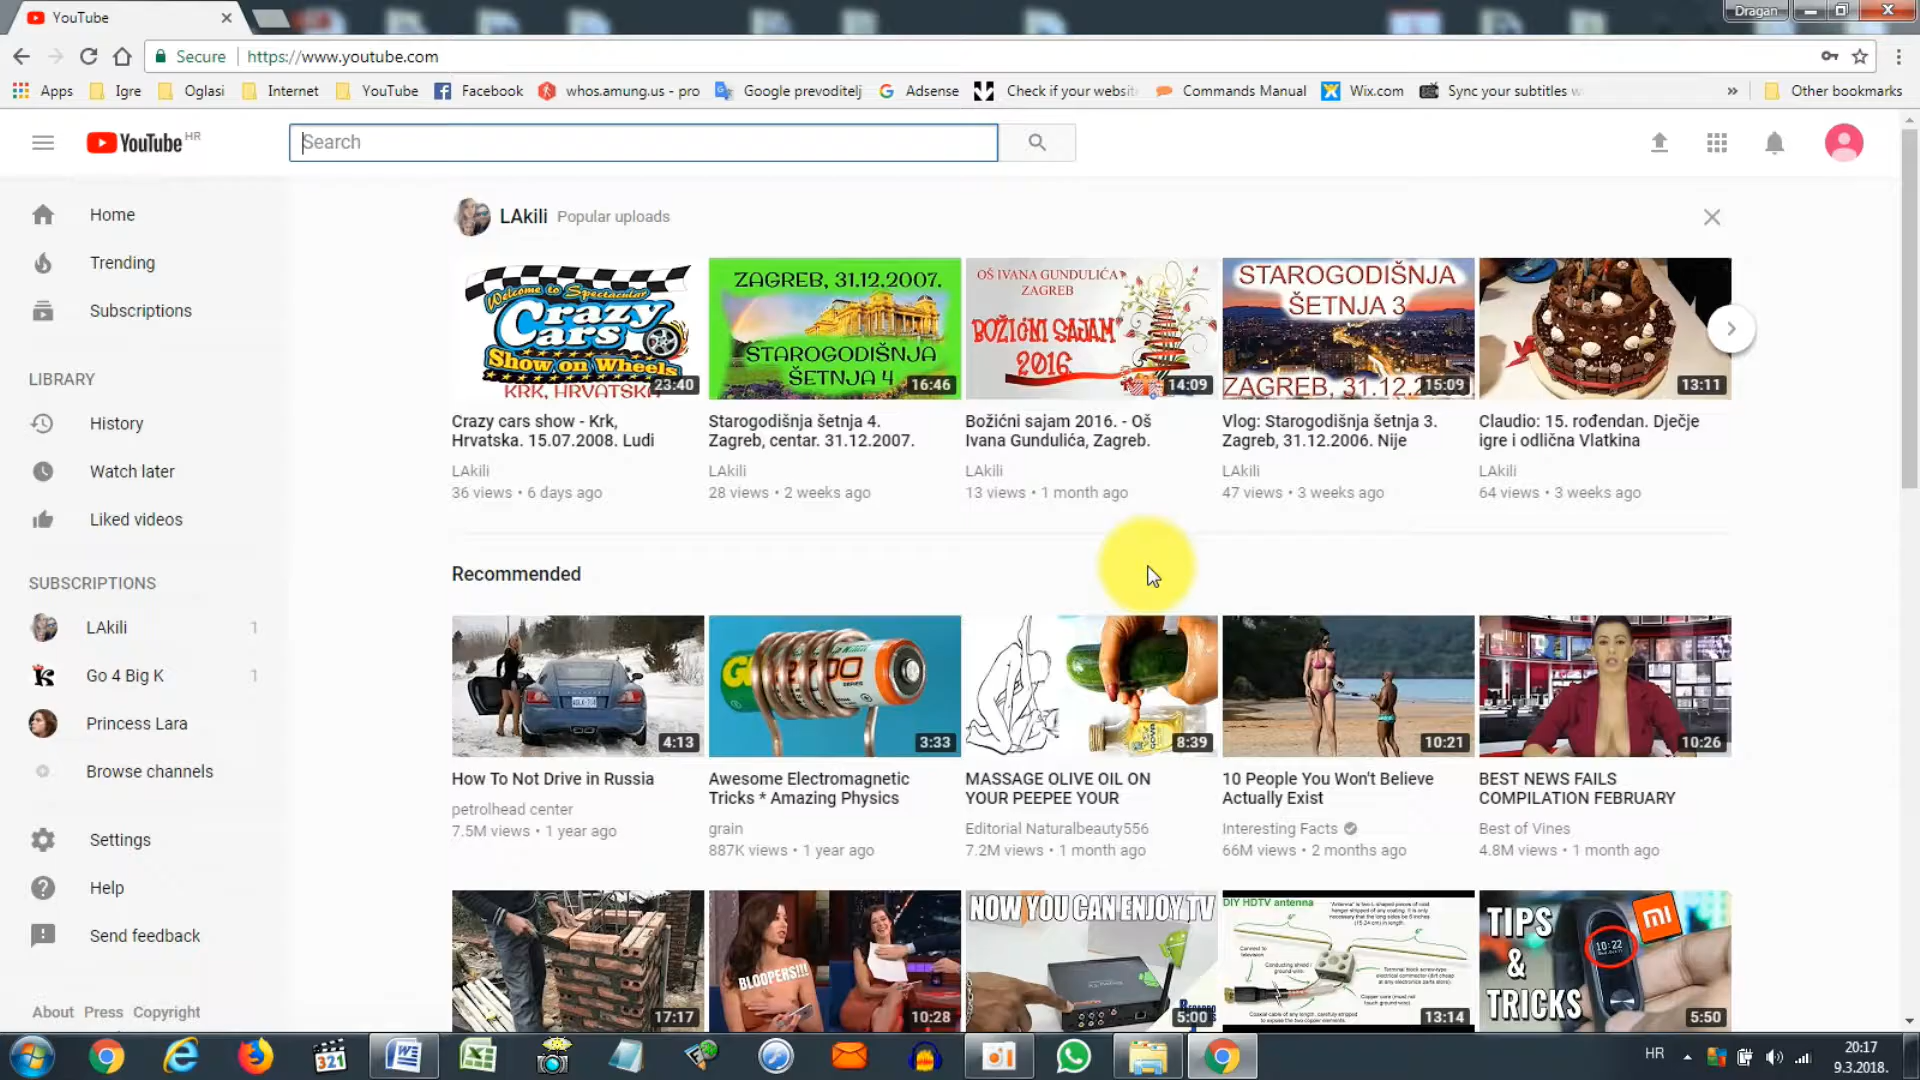 YouTube
Dragan
Secure
https://www.youtube.com
Apps
Igre
Oglasi
Internet
YouTube
Facebook
whos.amung.us - pro
Google prevoditelj
Adsense
Check if your websit
Commands Manual
Wix.com
Sync your subtitles w
»
Other bookmarks
YouTube HR
Search
Home
Trending
Subscriptions
LIBRARY
History
Watch later
Liked videos
SUBSCRIPTIONS
LAkili 1
Go 4 Big K 1
Princess Lara
Browse channels
Settings
Help
Send feedback
About Press Copyright
LAkili Popular uploads
Welcome to Spectacular
Crazy
Cars
Show on Wheels
KRK, HRVATSKA
23:40
ZAGREB, 31.12.2007.
STAROGODIŠNJA
ŠETNJA 4
16:46
OŠ IVANA GUNDULIĆA
ZAGREB
BOŽIĆNI SAJAM
2016.
14:09
STAROGODIŠNJA
ŠETNJA 3
ZAGREB, 31.12.2
15:09
13:11
Crazy cars show - Krk,
Hrvatska. 15.07.2008. Ludi
LAkili
36 views • 6 days ago
Starogodišnja šetnja 4.
Zagreb, centar. 31.12.2007.
LAkili
28 views • 2 weeks ago
Božićni sajam 2016. - Oš
Ivana Gundulića, Zagreb.
LAkili
13 views • 1 month ago
Vlog: Starogodišnja šetnja 3.
Zagreb, 31.12.2006. Nije
LAkili
47 views • 3 weeks ago
Claudio: 15. rođendan. Dječje
igre i odlična Vlatkina
LAkili
64 views • 3 weeks ago
Recommended
4:13
3:33
8:39
10:21
10:26
How To Not Drive in Russia
petrolhead center
7.5M views • 1 year ago
Awesome Electromagnetic
Tricks * Amazing Physics
grain
887K views • 1 year ago
MASSAGE OLIVE OIL ON
YOUR PEEPEE YOUR
Editorial Naturalbeauty556
7.2M views • 1 month ago
10 People You Won't Believe
Actually Exist
Interesting Facts
66M views • 2 months ago
BEST NEWS FAILS
COMPILATION FEBRUARY
Best of Vines
4.8M views • 1 month ago
17:17
BLOOPERS!!!
10:28
NOW YOU CAN ENJOY TV
5:00
DIY HDTV antenna
Connect to
television
13:14
TIPS
&
TRICKS
10:22
5:50
321
HR
20:17
9.3.2018.